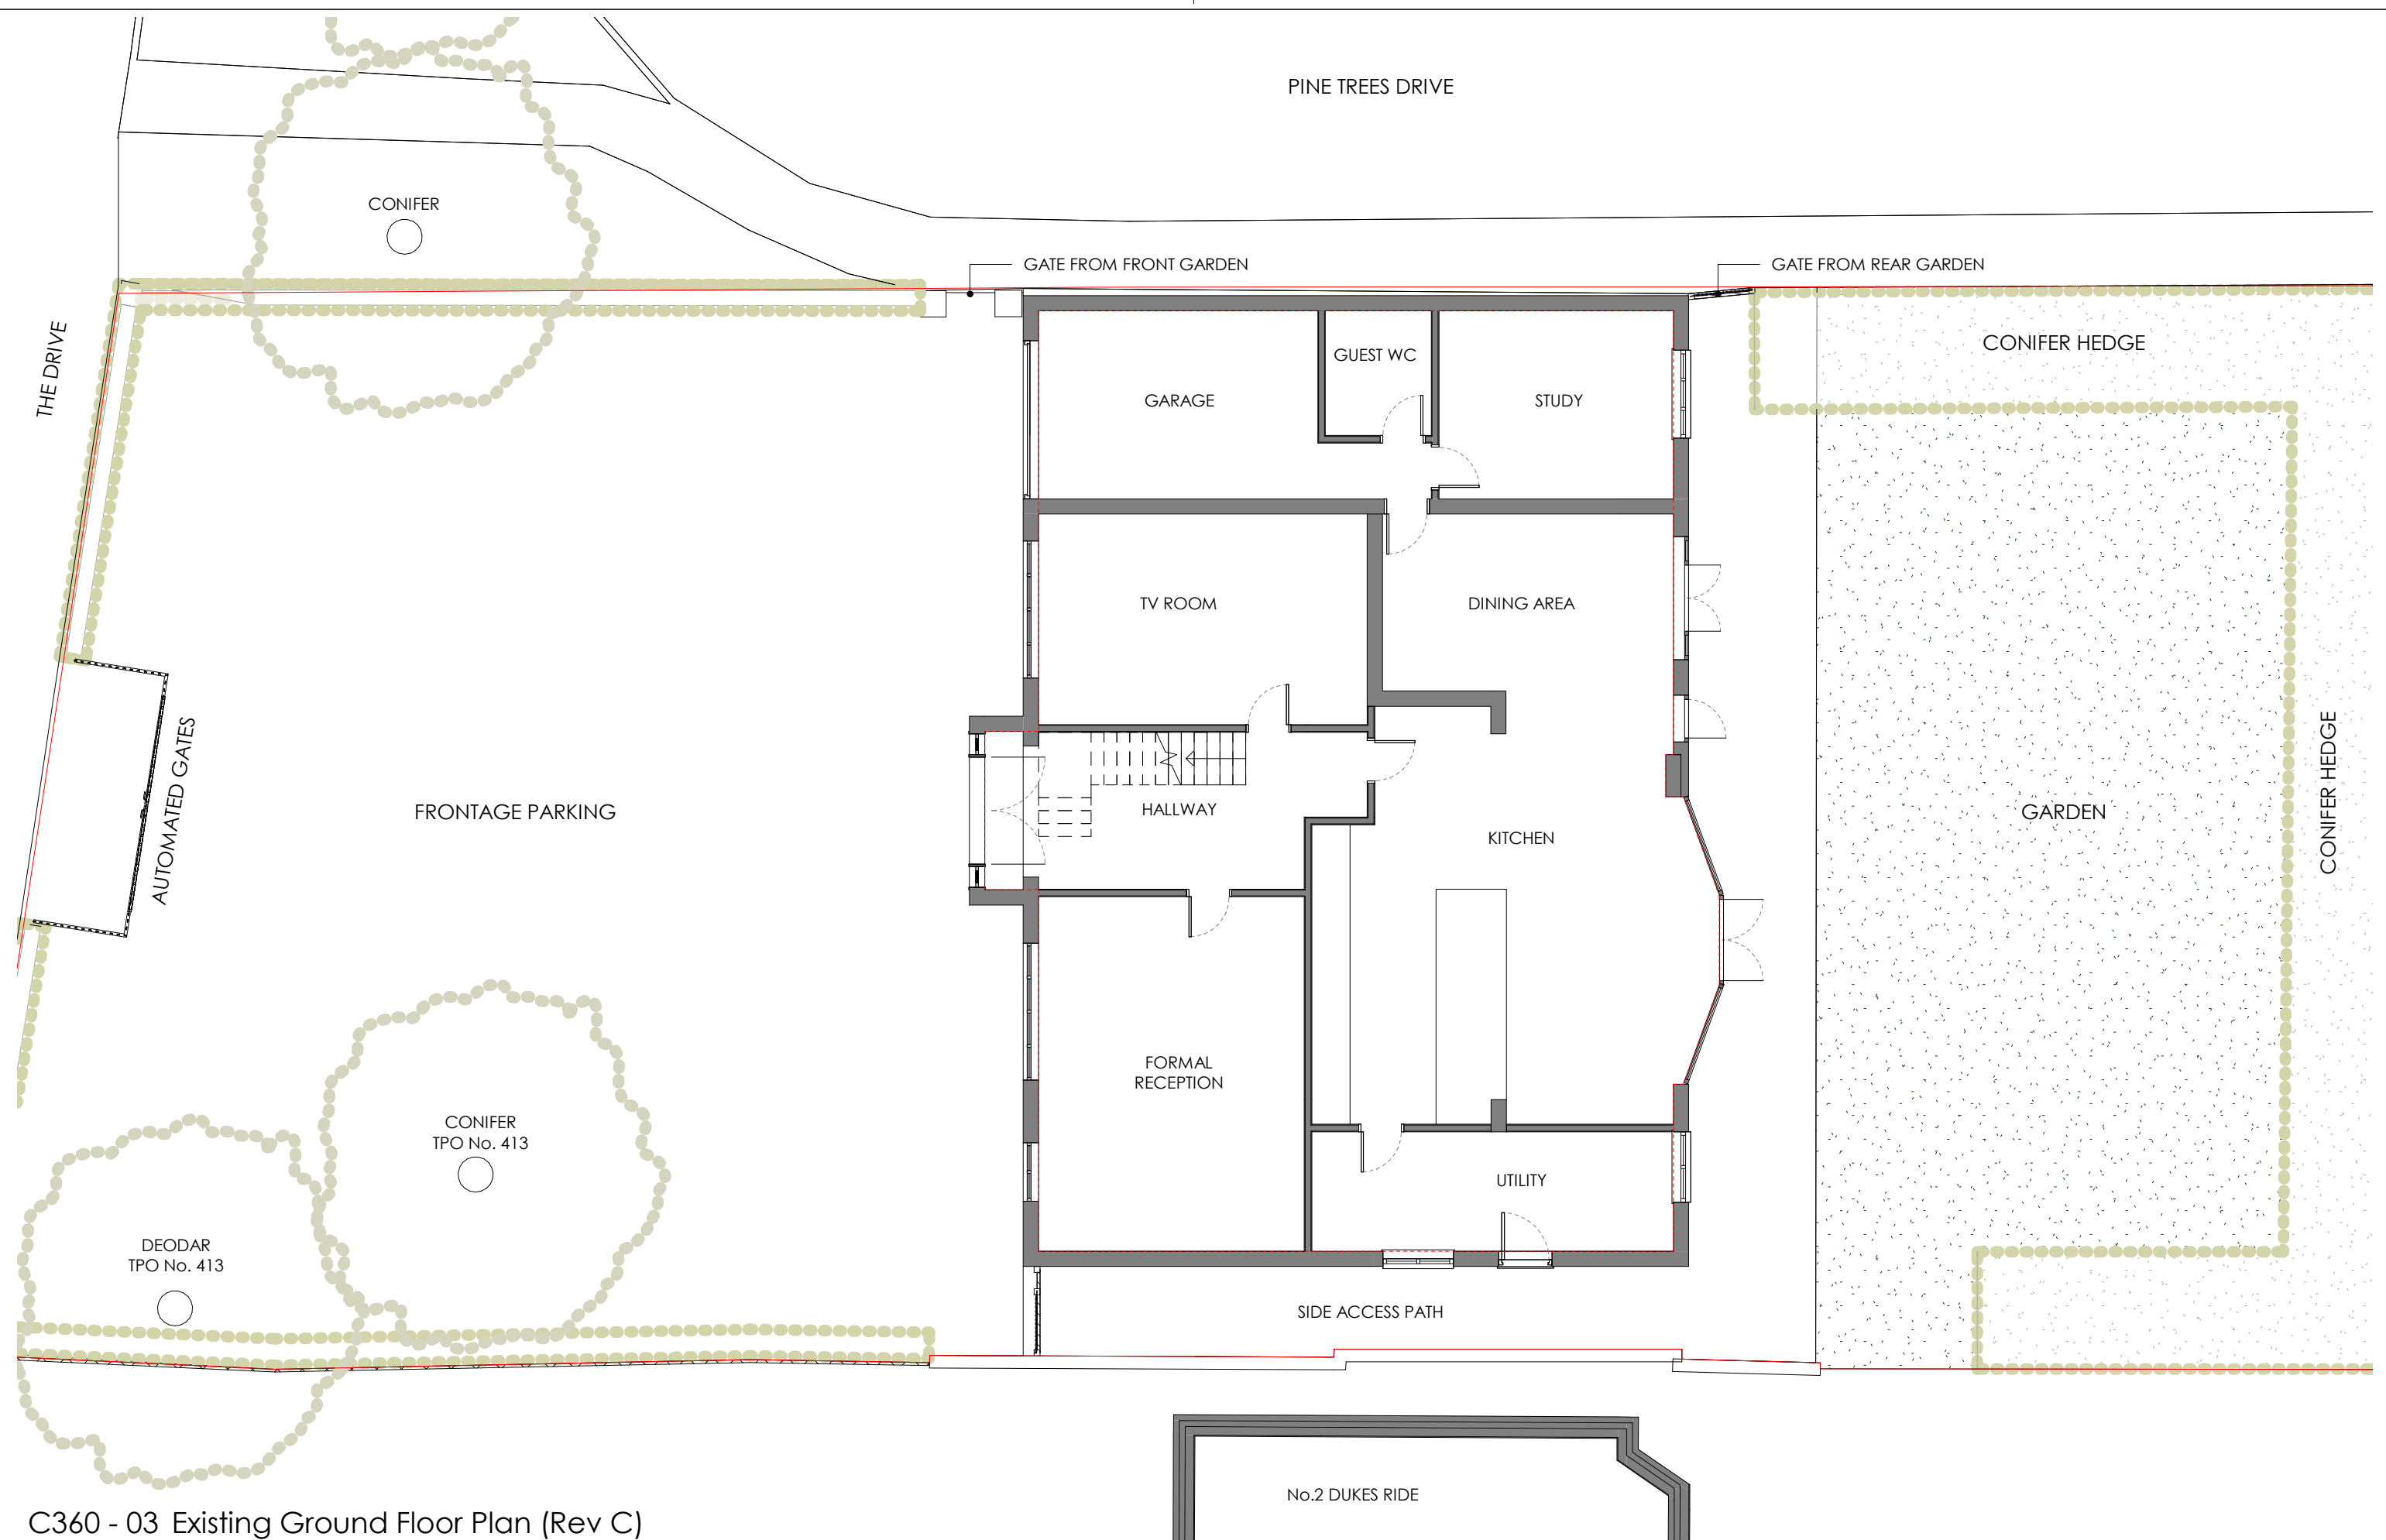 PINE TREES DRIVE
CONIFER
GATE FROM FRONT GARDEN
GATE FROM REAR GARDEN
THE DRIVE
CONIFER HEDGE
GUEST WC
GARAGE
STUDY
TV ROOM
DINING AREA
AUTOMATED GATES
FRONTAGE PARKING
HALLWAY
KITCHEN
GARDEN
CONIFER HEDGE
FORMAL
RECEPTION
CONIFER
TPO No. 413
UTILITY
DEODAR
TPO No. 413
SIDE ACCESS PATH
No.2 DUKES RIDE
C360 - 03 Existing Ground Floor Plan (Rev C)